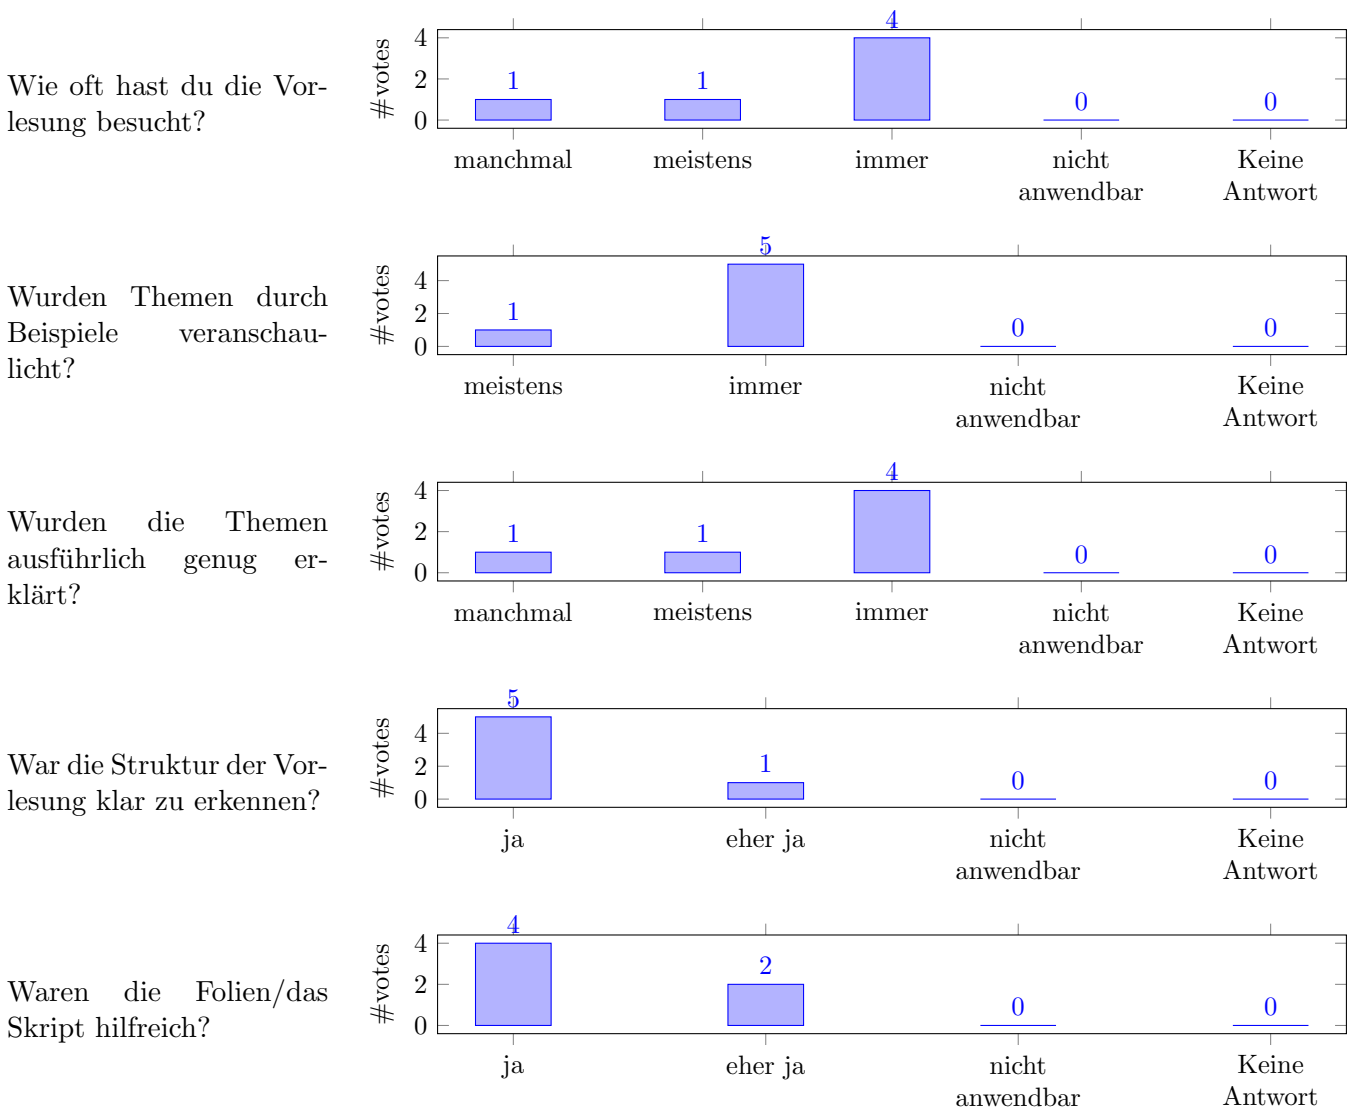 Wie oft hast du die Vor-
lesung besucht?
#votes
4
2
0
1
1
4
0
0
manchmal
meistens
immer
nicht
anwendbar
Keine
Antwort
Wurden Themen durch
Beispiele veranschau-
licht?
#votes
4
2
0
1
5
0
0
meistens
immer
nicht
anwendbar
Keine
Antwort
Wurden die Themen
ausführlich genug er-
klärt?
#votes
4
2
0
1
1
4
0
0
manchmal
meistens
immer
nicht
anwendbar
Keine
Antwort
War die Struktur der Vor-
lesung klar zu erkennen?
#votes
4
2
0
5
1
0
0
ja
eher ja
nicht
anwendbar
Keine
Antwort
Waren die Folien/das
Skript hilfreich?
#votes
4
2
0
4
2
0
0
ja
eher ja
nicht
anwendbar
Keine
Antwort